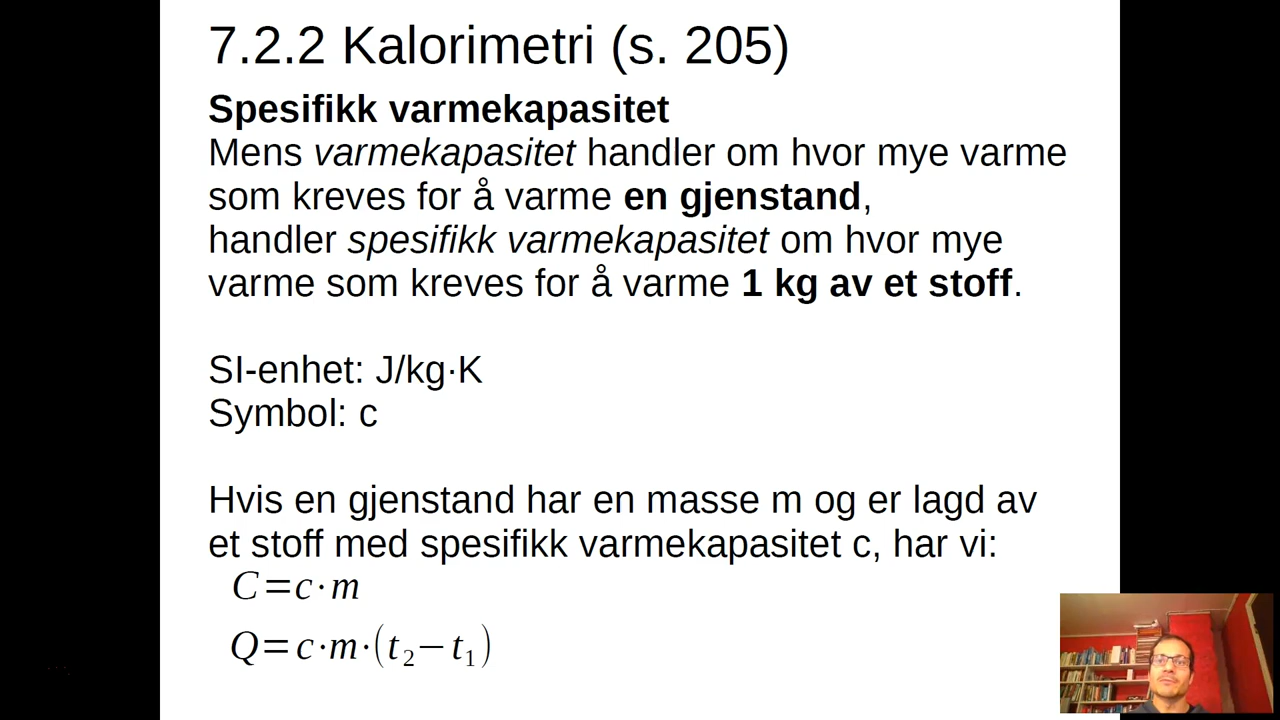 7.2.2 Kalorimetri (s. 205)
Spesifikk varmekapasitet
Mens varmekapasitet handler om hvor mye varme
som kreves for å varme en gjenstand,
handler spesifikk varmekapasitet om hvor mye
varme som kreves for å varme 1 kg av et stoff.
SI-enhet: J/kg·K
Symbol: c
Hvis en gjenstand har en masse m og er lagd av
et stoff med spesifikk varmekapasitet c, har vi:
C=c·m
Q=c·m·(t₂−t₁)